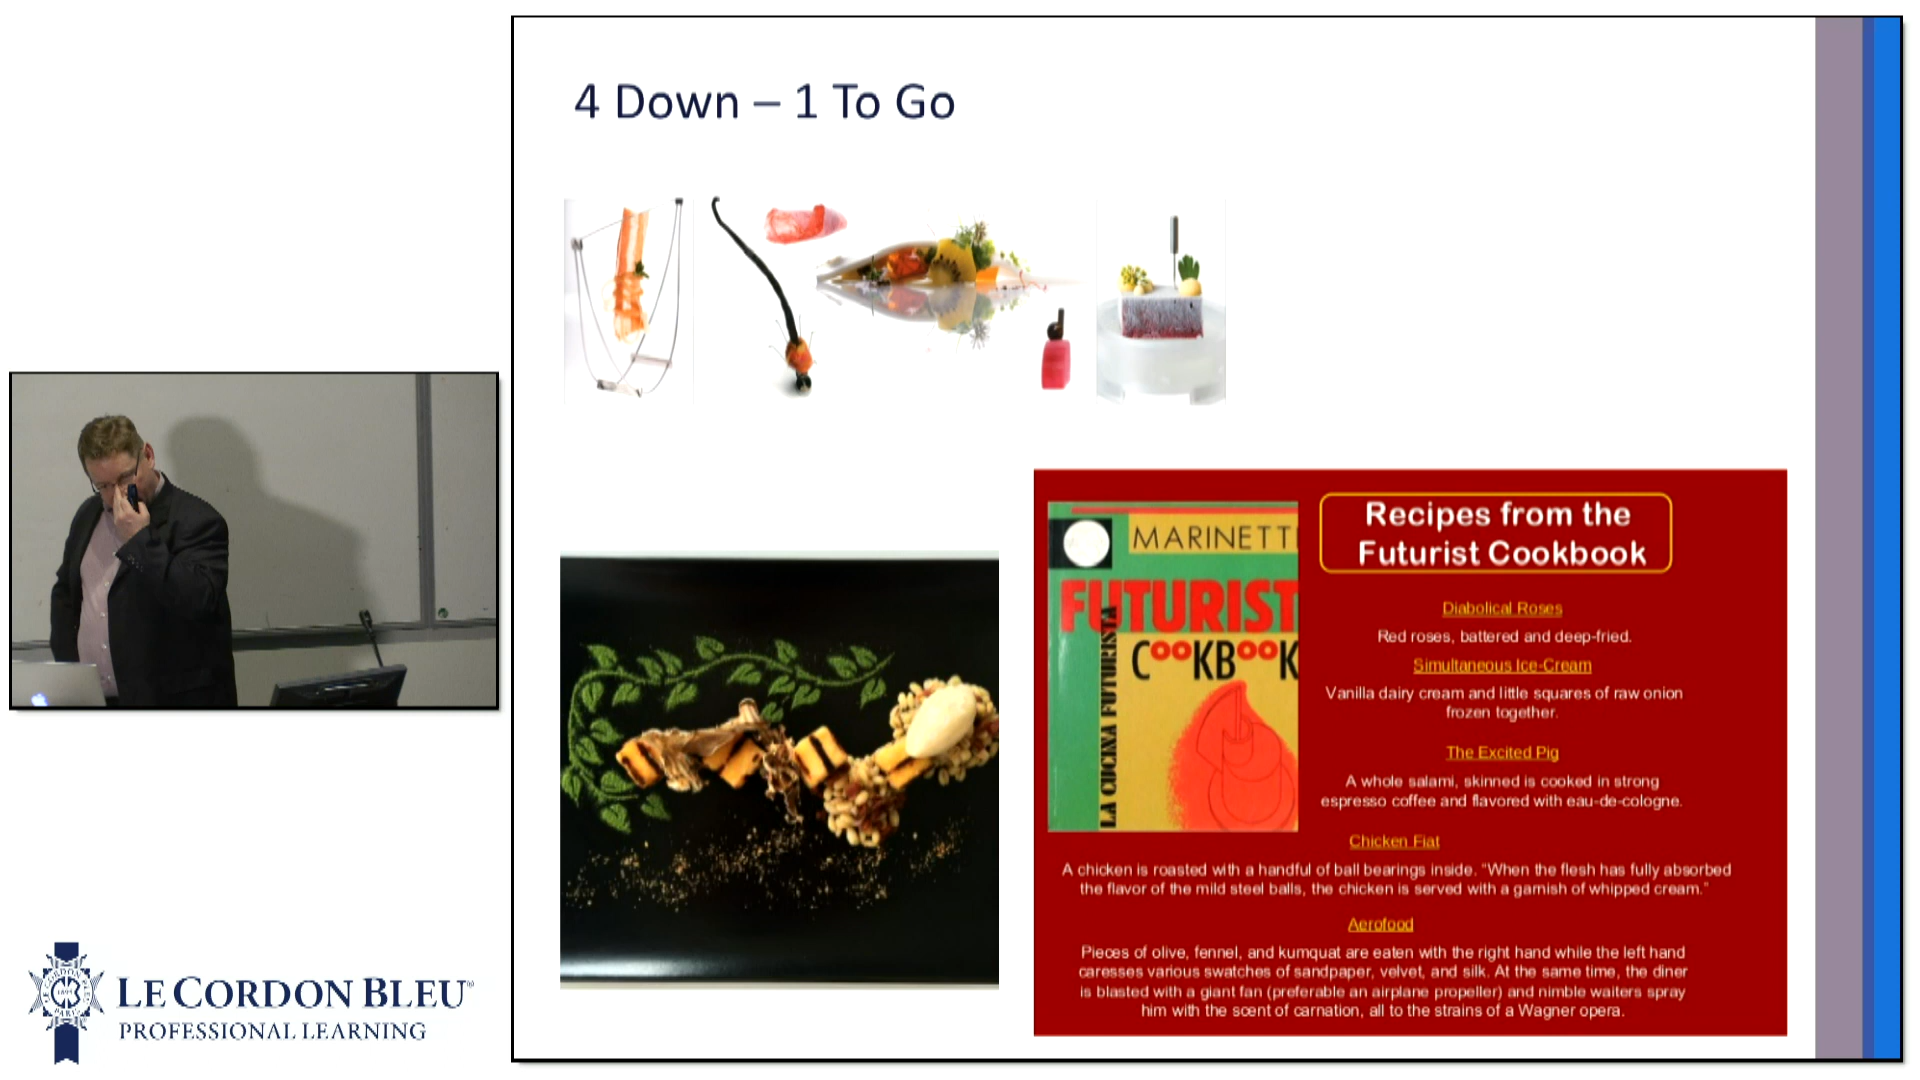 4 Down – 1 To Go
MARINETTI
FUTURIST
COOKBOOK
LA CUCINA FUTURISTA
Recipes from the
Futurist Cookbook
Diabolical Roses
Red roses, battered and deep-fried.
Simultaneous Ice-Cream
Vanilla dairy cream and little squares of raw onion
frozen together.
The Excited Pig
A whole salami, skinned is cooked in strong
espresso coffee and flavored with eau-de-cologne.
Chicken Fiat
A chicken is roasted with a handful of ball bearings inside. “When the flesh has fully absorbed
the flavor of the mild steel balls, the chicken is served with a garnish of whipped cream.”
Aerofood
Pieces of olive, fennel, and kumquat are eaten with the right hand while the left hand
caresses various swatches of sandpaper, velvet, and silk. At the same time, the diner
is blasted with a giant fan (preferable an airplane propeller) and nimble waiters spray
him with the scent of carnation, all to the strains of a Wagner opera.
LE CORDON BLEU®
PROFESSIONAL LEARNING